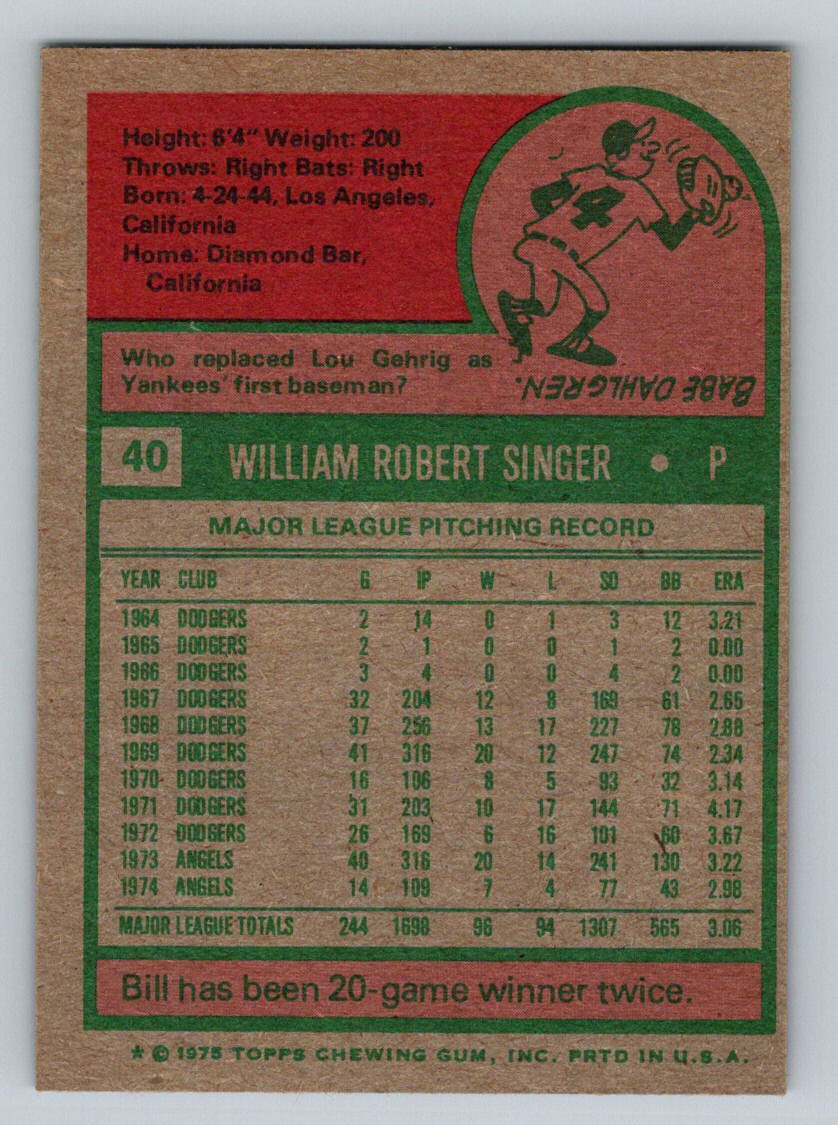 Height: 6'4" Weight: 200
Throws: Right Bats: Right
Born: 4-24-44, Los Angeles,
California
Home: Diamond Bar,
California
4
Who replaced Lou Gehrig as
Yankees' first baseman?
BABE DAHLGREN.
40 WILLIAM ROBERT SINGER • P
MAJOR LEAGUE PITCHING RECORD
YEAR CLUB G IP W L SO BB ERA
1964 DODGERS 2 14 0 1 3 12 3.21
1965 DODGERS 2 1 0 0 1 2 0.00
1966 DODGERS 3 4 0 0 4 2 0.00
1967 DODGERS 32 204 12 8 169 61 2.65
1968 DODGERS 37 256 13 17 227 78 2.88
1969 DODGERS 41 316 20 12 247 74 2.34
1970 DODGERS 16 106 8 5 93 32 3.14
1971 DODGERS 31 203 10 17 144 71 4.17
1972 DODGERS 26 169 6 16 101 60 3.67
1973 ANGELS 40 316 20 14 241 130 3.22
1974 ANGELS 14 109 7 4 77 43 2.98
MAJOR LEAGUE TOTALS 244 1698 96 94 1307 565 3.06
Bill has been 20-game winner twice.
* © 1975 TOPPS CHEWING GUM, INC. PRTD IN U.S.A.